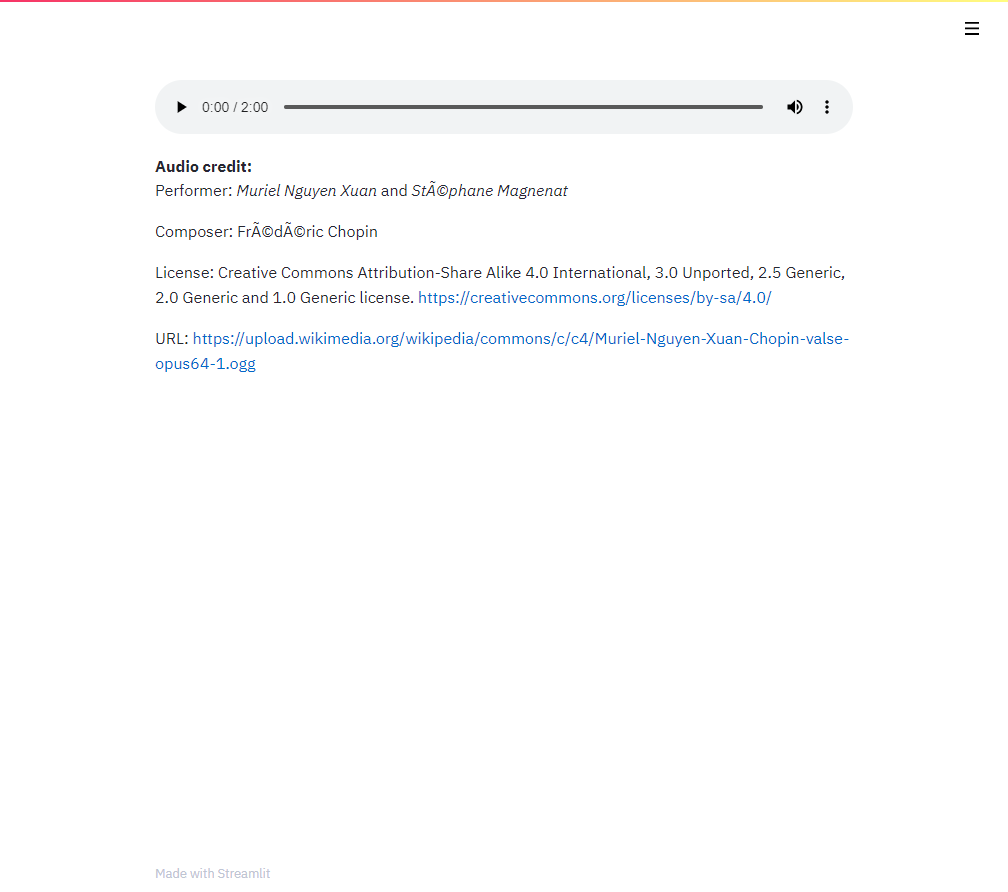 0:00 / 2:00
Audio credit:
Performer: Muriel Nguyen Xuan and StÃ©phane Magnenat
Composer: FrÃ©dÃ©ric Chopin
License: Creative Commons Attribution-Share Alike 4.0 International, 3.0 Unported, 2.5 Generic,
2.0 Generic and 1.0 Generic license. https://creativecommons.org/licenses/by-sa/4.0/
URL: https://upload.wikimedia.org/wikipedia/commons/c/c4/Muriel-Nguyen-Xuan-Chopin-valse-
opus64-1.ogg
Made with Streamlit